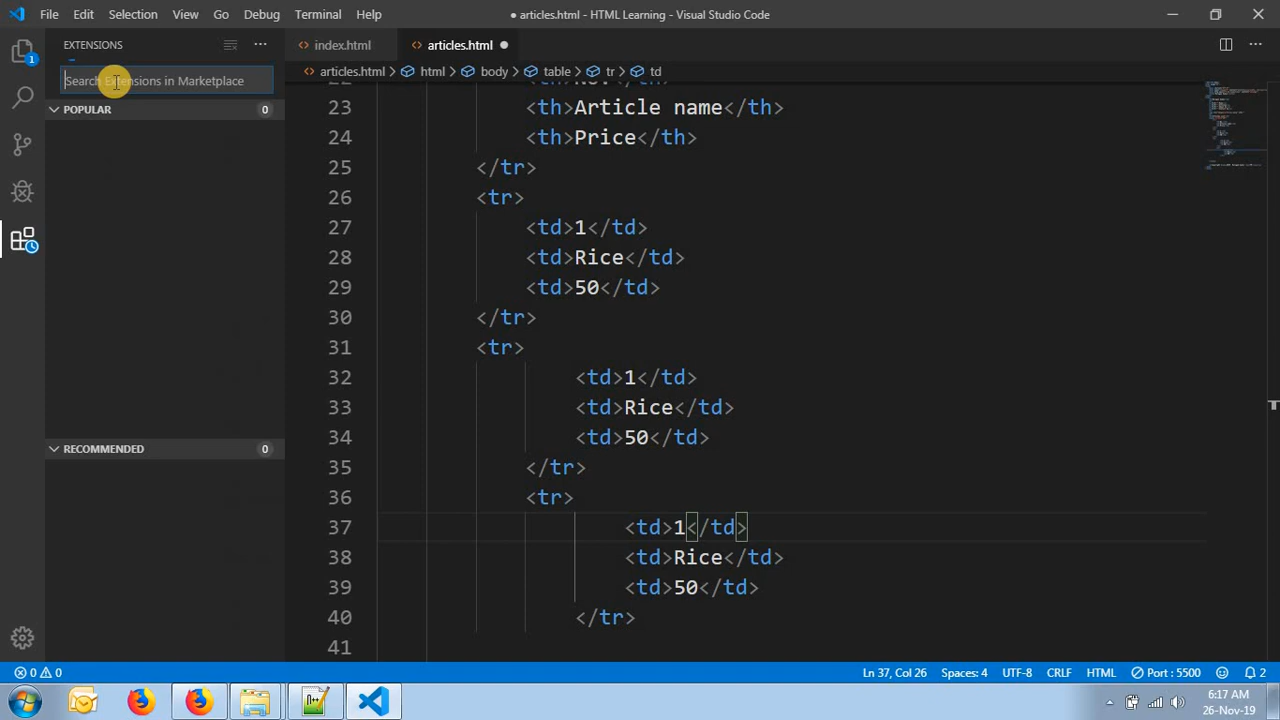 File Edit Selection View Go Debug Terminal Help
● articles.html - HTML Learning - Visual Studio Code
EXTENSIONS
index.html
articles.html ●
Search Extensions in Marketplace
articles.html > html > body > table > tr > td
POPULAR 0
RECOMMENDED 0
23 <th>Article name</th>
24 <th>Price</th>
25 </tr>
26 <tr>
27 <td>1</td>
28 <td>Rice</td>
29 <td>50</td>
30 </tr>
31 <tr>
32 <td>1</td>
33 <td>Rice</td>
34 <td>50</td>
35 </tr>
36 <tr>
37 <td>1</td>
38 <td>Rice</td>
39 <td>50</td>
40 </tr>
41
1
0 0
Ln 37, Col 26 Spaces: 4 UTF-8 CRLF HTML Port : 5500 2
6:17 AM
26-Nov-19